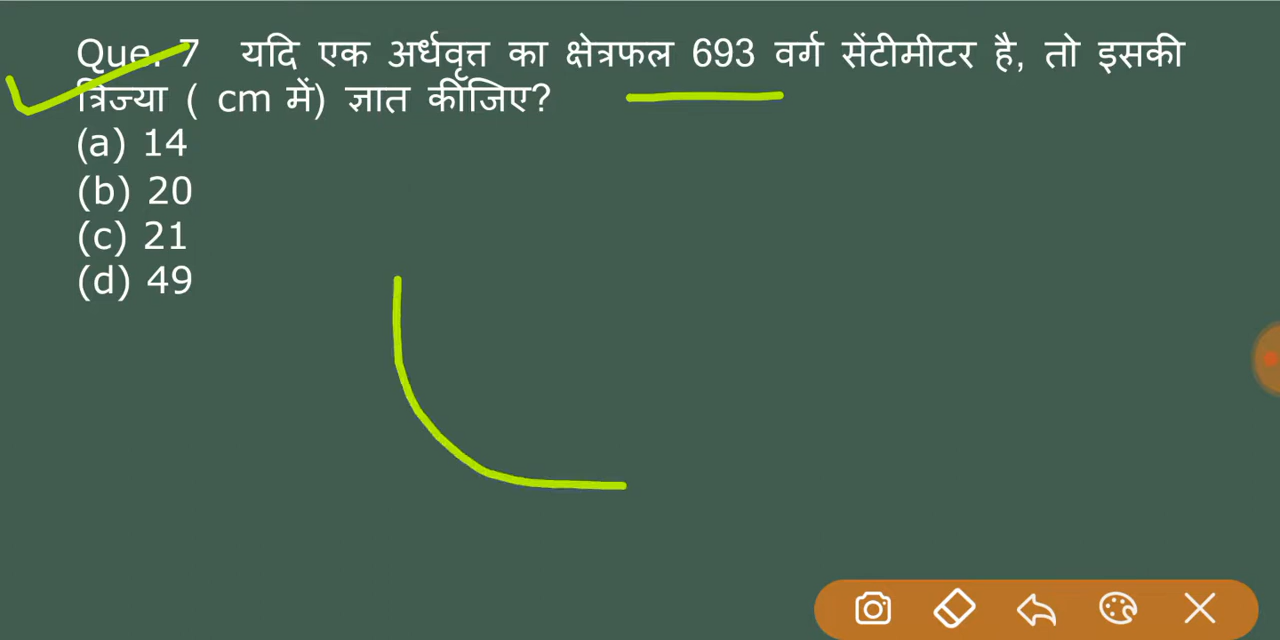 Que. 7 यदि एक अर्धवृत्त का क्षेत्रफल 693 वर्ग सेंटीमीटर है, तो इसकी
त्रिज्या ( cm में) ज्ञात कीजिए?
(a) 14
(b) 20
(c) 21
(d) 49